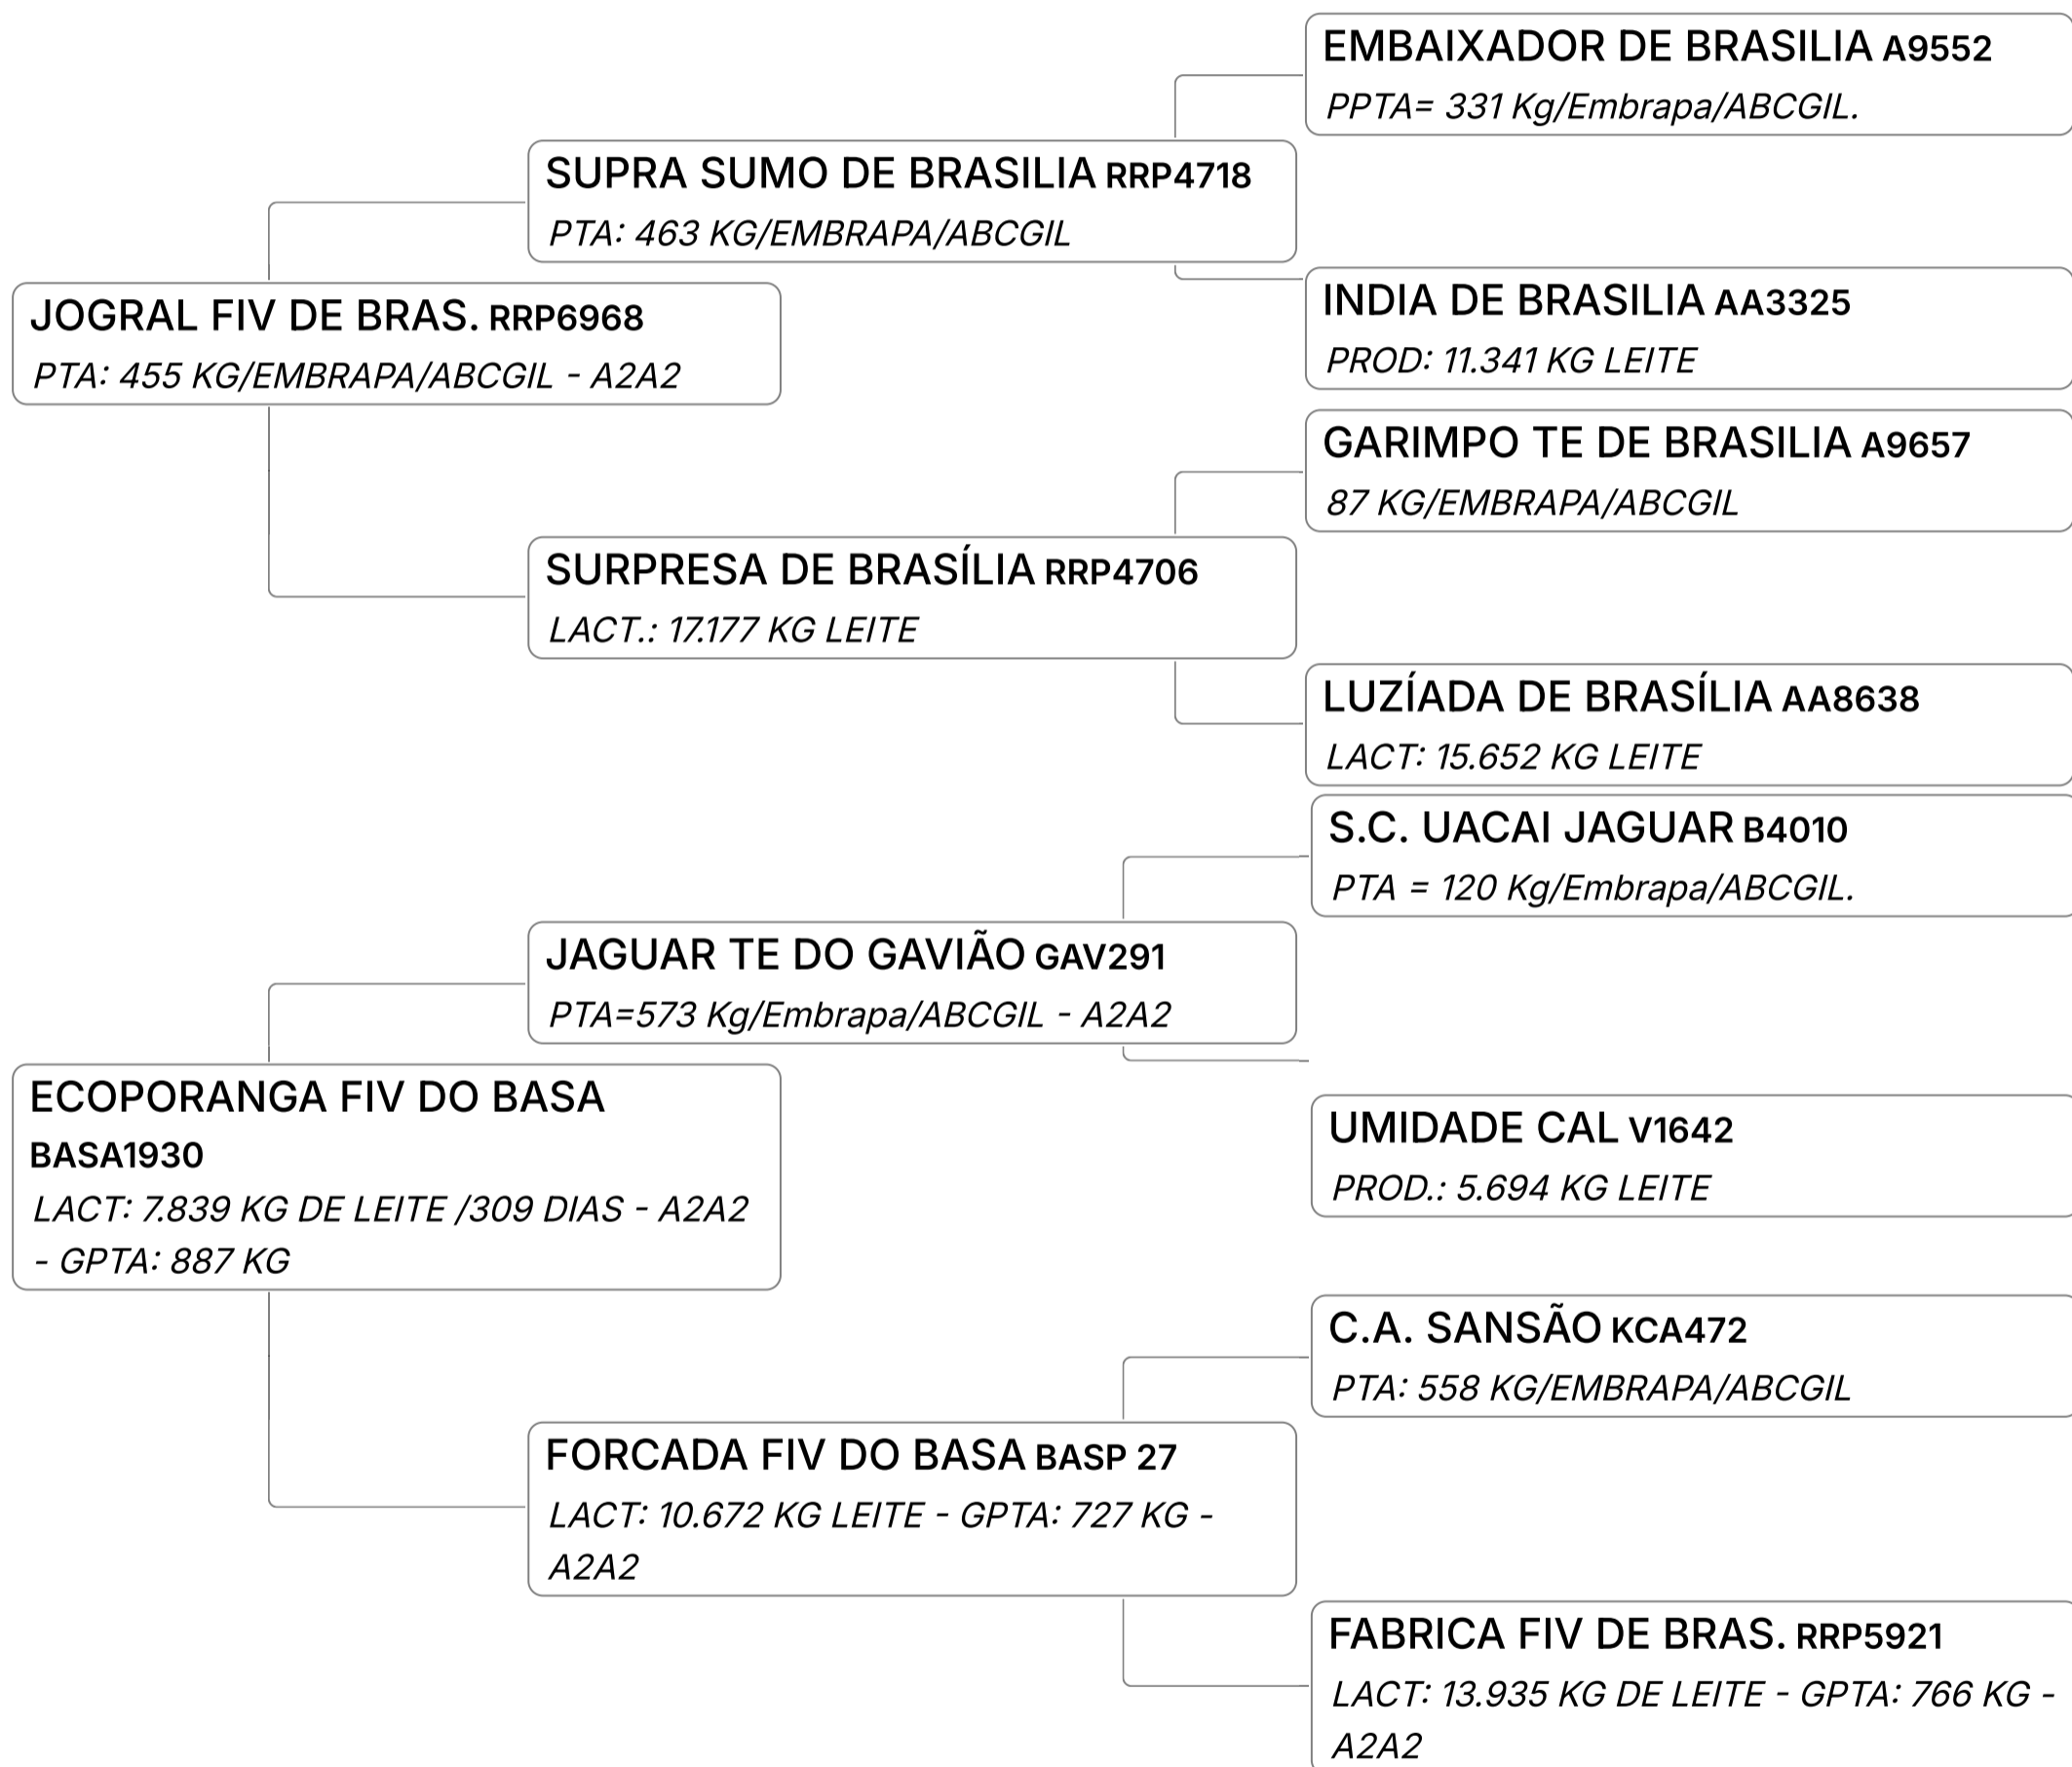 EMBAIXADOR DE BRASILIA A9552
PPTA= 331 Kg/Embrapa/ABCGIL.
SUPRA SUMO DE BRASILIA RRP4718
PTA: 463 KG/EMBRAPA/ABCGIL
INDIA DE BRASILIA AA3325
PROD: 11.341 KG LEITE
JOGRAL FIV DE BRAS. RRP6968
PTA: 455 KG/EMBRAPA/ABCGIL - A2A2
GARIMPO TE DE BRASILIA A9657
87 KG/EMBRAPA/ABCGIL
SURPRESA DE BRASÍLIA RRP4706
LACT.: 17.177 KG LEITE
LUZÍADA DE BRASÍLIA AA8638
LACT: 15.652 KG LEITE
S.C. UACAI JAGUAR B4010
PTA = 120 Kg/Embrapa/ABCGIL.
JAGUAR TE DO GAVIÃO GAV291
PTA=573 Kg/Embrapa/ABCGIL - A2A2
ECOPORANGA FIV DO BASA
BASA1930
LACT: 7.839 KG DE LEITE /309 DIAS - A2A2
- GPTA: 887 KG
UMIDADE CAL V1642
PROD.: 5.694 KG LEITE
C.A. SANSÃO KCA472
PTA: 558 KG/EMBRAPA/ABCGIL
FORCADA FIV DO BASA BASP 27
LACT: 10.672 KG LEITE - GPTA: 727 KG -
A2A2
FABRICA FIV DE BRAS. RRP5921
LACT: 13.935 KG DE LEITE - GPTA: 766 KG -
A2A2